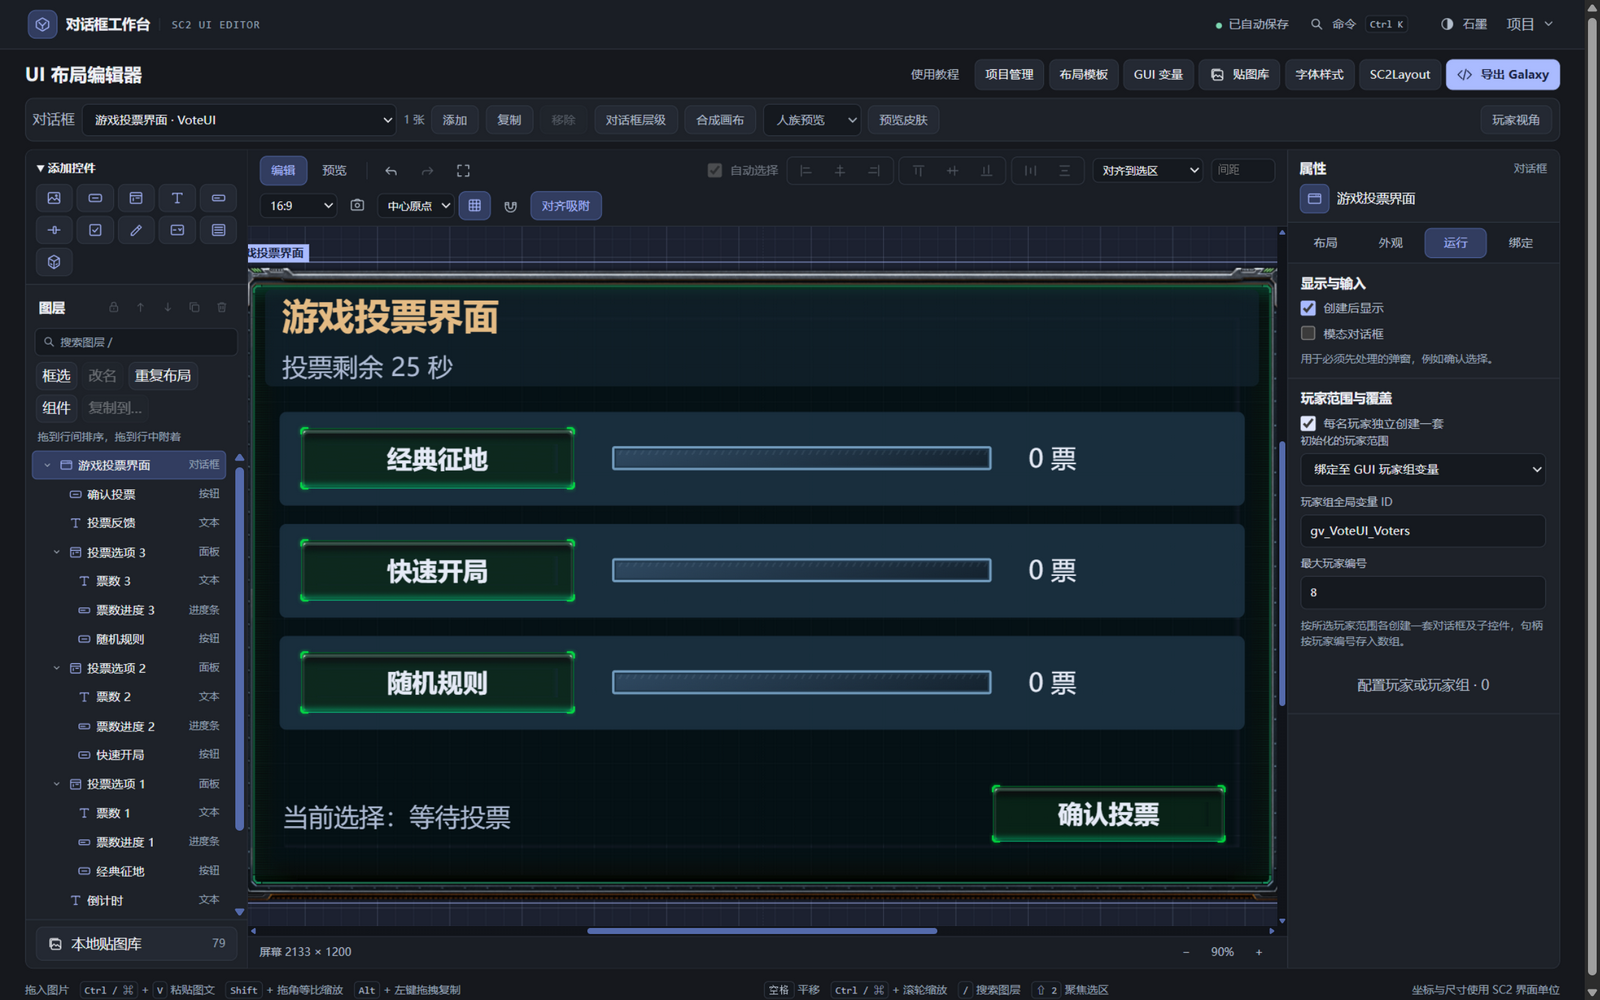 对话框工作台 SC2 UI EDITOR 已自动保存 命令 Ctrl K 石墨 项目
UI 布局编辑器 使用教程 项目管理 布局模板 GUI 变量 贴图库 字体样式 SC2Layout </> 导出 Galaxy
对话框 游戏投票界面 · VoteUI 1 张 添加 复制 移除 对话框层级 合成画布 人族预览 预览皮肤 玩家视角
添加控件
编辑 预览 自动选择 对齐到选区 间距
16:9 中心原点 对齐吸附
图层
搜索图层 /
框选 改名 重复布局
组件 复制到...
拖到行间排序，拖到行中附着
游戏投票界面 对话框
确认投票 按钮
投票反馈 文本
投票选项 3 面板
票数 3 文本
票数进度 3 进度条
随机规则 按钮
投票选项 2 面板
票数 2 文本
票数进度 2 进度条
快速开局 按钮
投票选项 1 面板
票数 1 文本
票数进度 1 进度条
经典征地 按钮
倒计时 文本
本地贴图库 79
戏投票界面
游戏投票界面
投票剩余 25 秒
经典征地 0 票
快速开局 0 票
随机规则 0 票
当前选择：等待投票 确认投票
屏幕 2133 × 1200 − 90% +
属性 对话框
游戏投票界面
布局 外观 运行 绑定
显示与输入
创建后显示
模态对话框
用于必须先处理的弹窗，例如确认选择。
玩家范围与覆盖
每名玩家独立创建一套
初始化的玩家范围
绑定至 GUI 玩家组变量
玩家组全局变量 ID
gv_VoteUI_Voters
最大玩家编号
8
按所选玩家范围各创建一套对话框及子控件，句柄
按玩家编号存入数组。
配置玩家或玩家组 · 0
拖入图片 Ctrl / ⌘ + V 粘贴图文 Shift + 拖角等比缩放 Alt + 左键拖拽复制 空格 平移 Ctrl / ⌘ + 滚轮缩放 / 搜索图层 ⇧ 2 聚焦选区 坐标与尺寸使用 SC2 界面单位